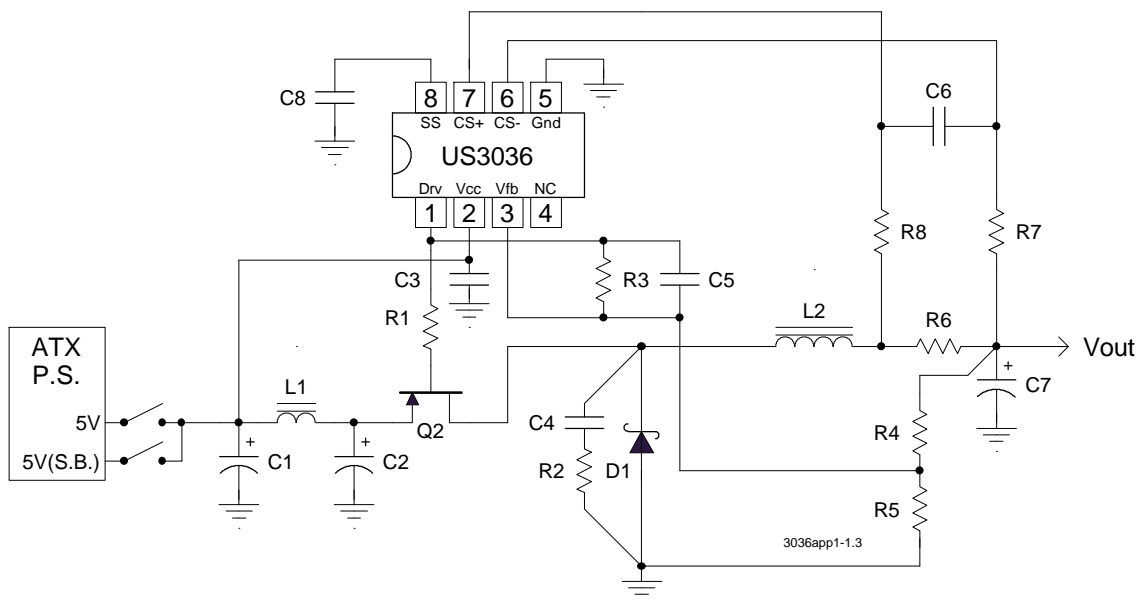 C8
8 7 6 5
SS CS+ CS- Gnd
C6
US3036
Drv Vcc Vfb NC
1 2 3 4
R8
R7
C3
R3
C5
R1
L2
R6
Vout
ATX
P.S.
L1
5V
5V(S.B.)
+
C1
+
C2
Q2
C4
R2
D1
+
C7
R4
R5
3036app1-1.3